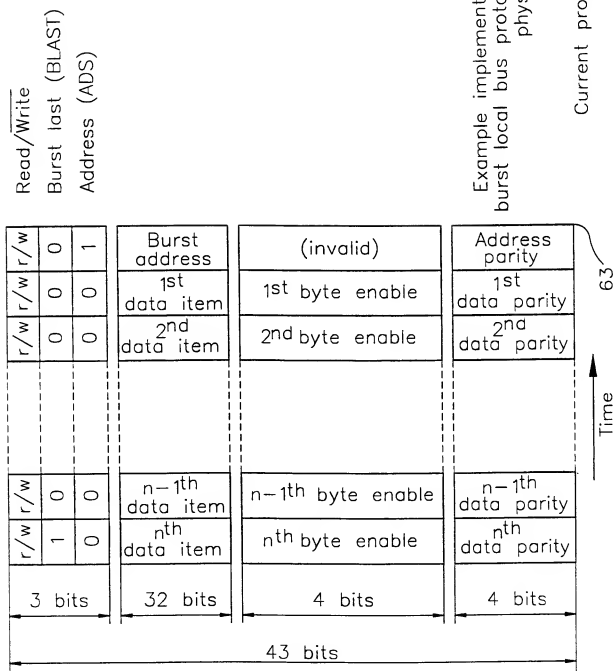 Read/Write
Burst last (BLAST)
Address (ADS)
r/w r/w r/w r/w r/w
1 0 0 0 0
0 0 0 0 1
nth data item
n-1th data item
2nd data item
1st data item
Burst address
nth byte enable
n-1th byte enable
2nd byte enable
1st byte enable
(invalid)
nth data parity
n-1th data parity
2nd data parity
1st data parity
Address parity
3 bits
32 bits
4 bits
4 bits
43 bits
Time
63
Example implement
burst local bus proto
phys
Current pro